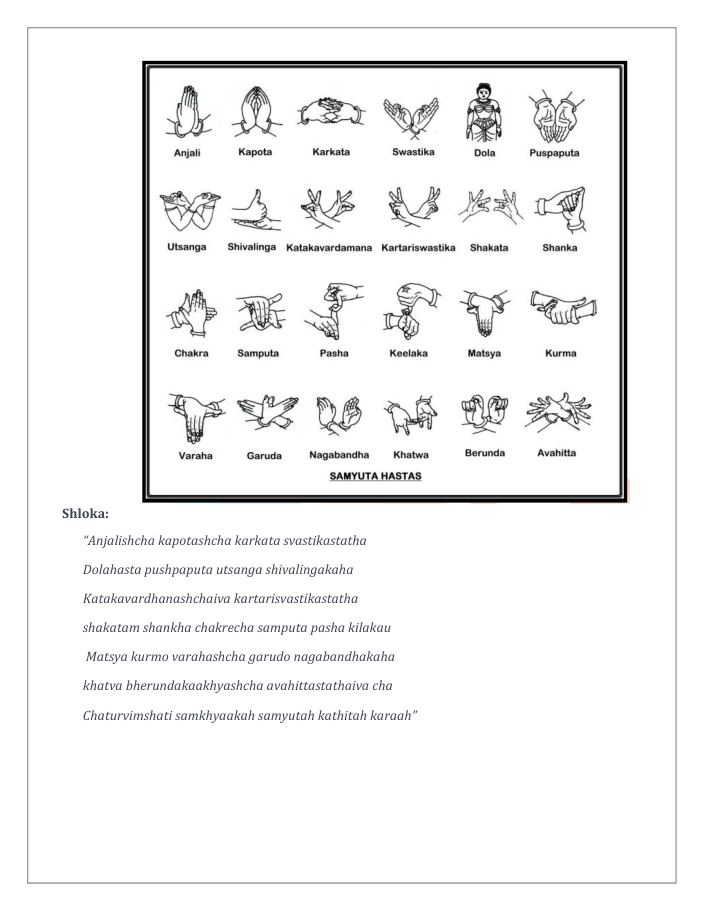 Anjali Kapota Karkata Swastika Dola Puspaputa
Utsanga Shivalinga Katakavardamana Kartariswastika Shakata Shanka
Chakra Samputa Pasha Keelaka Matsya Kurma
Varaha Garuda Nagabandha Khatwa Berunda Avahitta
SAMYUTA HASTAS
Shloka:
“Anjalishcha kapotashcha karkata svastikastatha
Dolahasta pushpaputa utsanga shivalingakaha
Katakavardhanashchaiva kartarisvastikastatha
shakatam shankha chakrecha samputa pasha kilakau
Matsya kurmo varahashcha garudo nagabandhakaha
khatva bherundakaakhyashcha avahittastathaiva cha
Chaturvimshati samkhyaakah samyutah kathitah karaah”